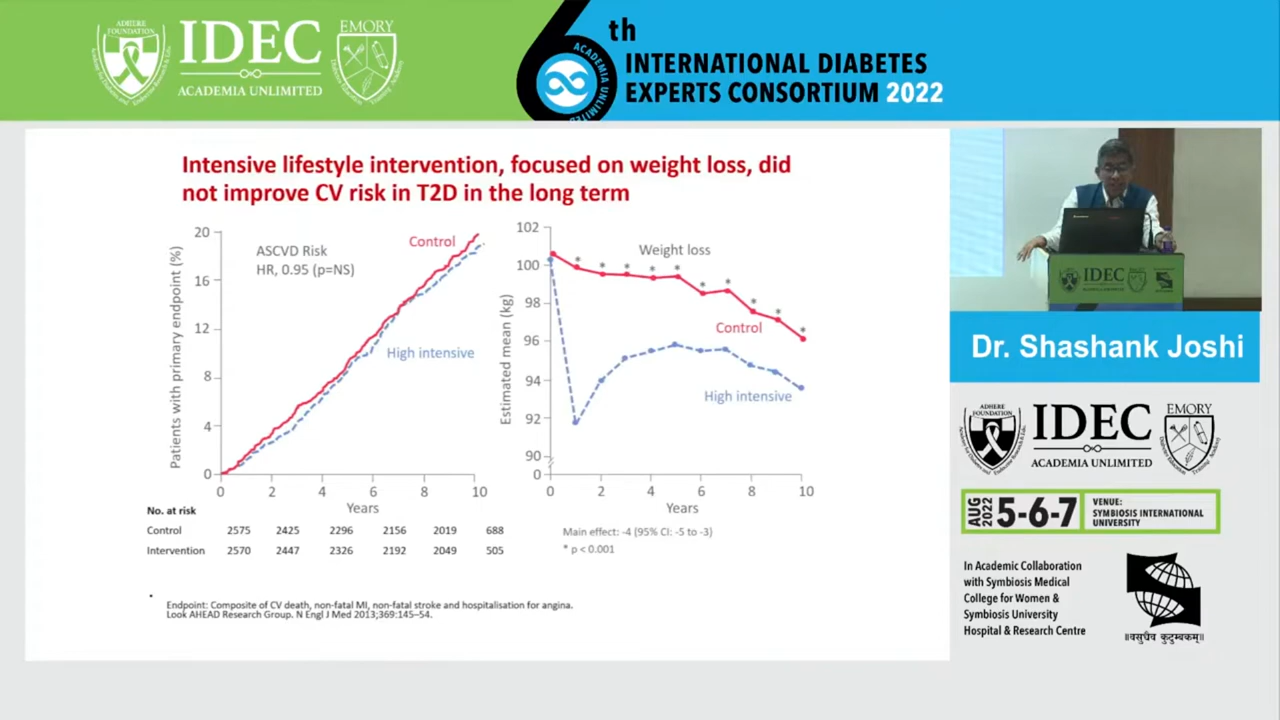 ADHERE
FOUNDATION
IDEC
ACADEMIA UNLIMITED
EMORY
6th
ACADEMIA UNLIMITED
INTERNATIONAL DIABETES
EXPERTS CONSORTIUM 2022
Intensive lifestyle intervention, focused on weight loss, did
not improve CV risk in T2D in the long term
Patients with primary endpoint (%)
20
16
12
8
4
0
ASCVD Risk
HR, 0.95 (p=NS)
Control
High intensive
0 2 4 6 8 10
Years
Estimated mean (kg)
102
100
98
96
94
92
90
0
Weight loss
* * * * * * * * * *
Control
High intensive
0 2 4 6 8 10
Years
No. at risk
Control 2575 2425 2296 2156 2019 688
Intervention 2570 2447 2326 2192 2049 505
Main effect: -4 (95% CI: -5 to -3)
* p < 0.001
Endpoint: Composite of CV death, non-fatal MI, non-fatal stroke and hospitalisation for angina.
Look AHEAD Research Group. N Engl J Med 2013;369:145–54.
IDEC
Dr. Shashank Joshi
ADHERE
FOUNDATION
IDEC
ACADEMIA UNLIMITED
EMORY
AUG
2022
5-6-7
VENUE:
SYMBIOSIS INTERNATIONAL
UNIVERSITY
In Academic Collaboration
with Symbiosis Medical
College for Women &
Symbiosis University
Hospital & Research Centre
॥वसुधैव कुटुम्बकम्॥